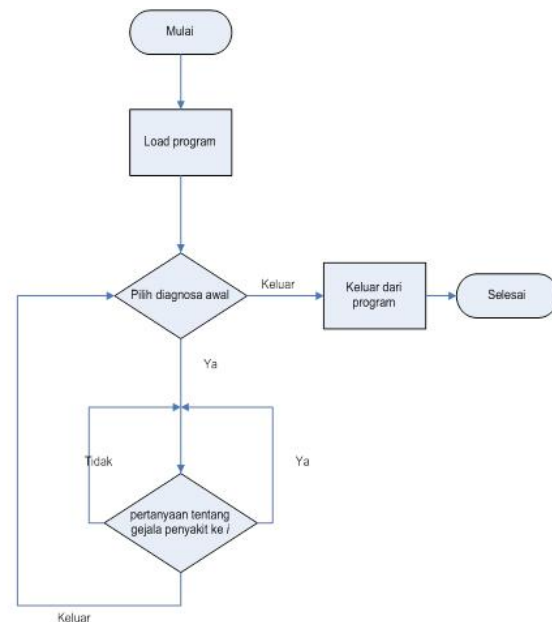 Mulai
Load program
Pilih diagnosa awal
Keluar
Keluar dari
program
Selesai
Ya
Tidak
Ya
pertanyaan tentang
gejala penyakit ke i
Keluar